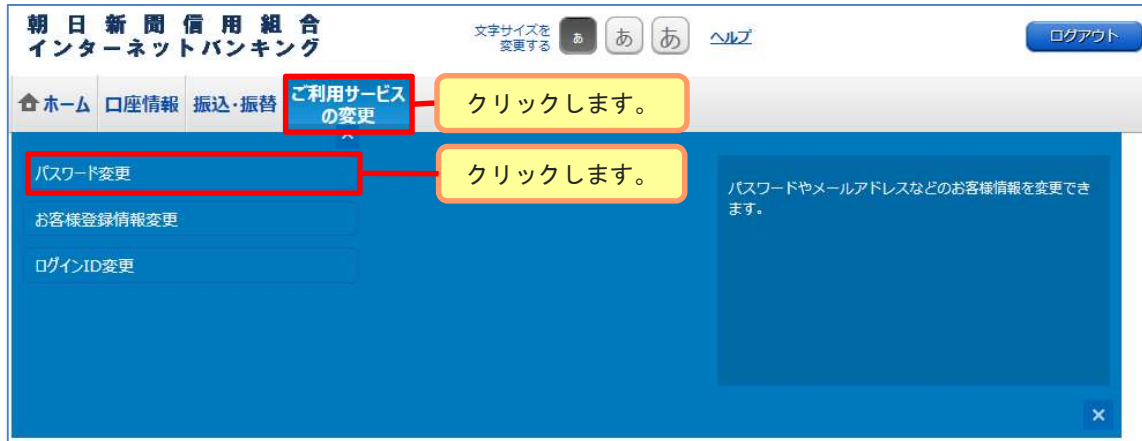 朝日新聞信用組合
インターネットバンキング
文字サイズを
変更する
あ
あ
あ
ヘルプ
ログアウト
ホーム
口座情報
振込・振替
ご利用サービス
の変更
クリックします。
パスワード変更
クリックします。
お客様登録情報変更
ログインID変更
パスワードやメールアドレスなどのお客様情報を変更でき
ます。
×